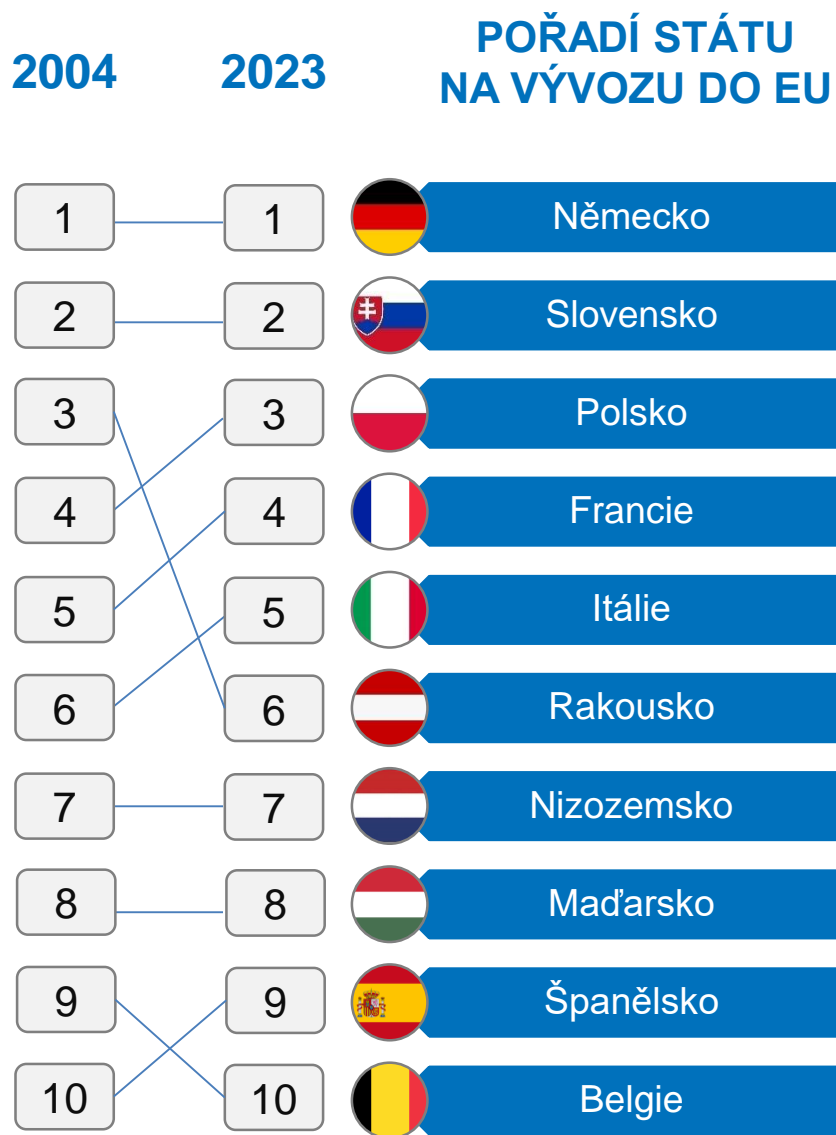 2004 2023 POŘADÍ STÁTU
NA VÝVOZU DO EU
1 1 Německo
2 2 Slovensko
3 3 Polsko
4 4 Francie
5 5 Itálie
6 6 Rakousko
7 7 Nizozemsko
8 8 Maďarsko
9 9 Španělsko
10 10 Belgie